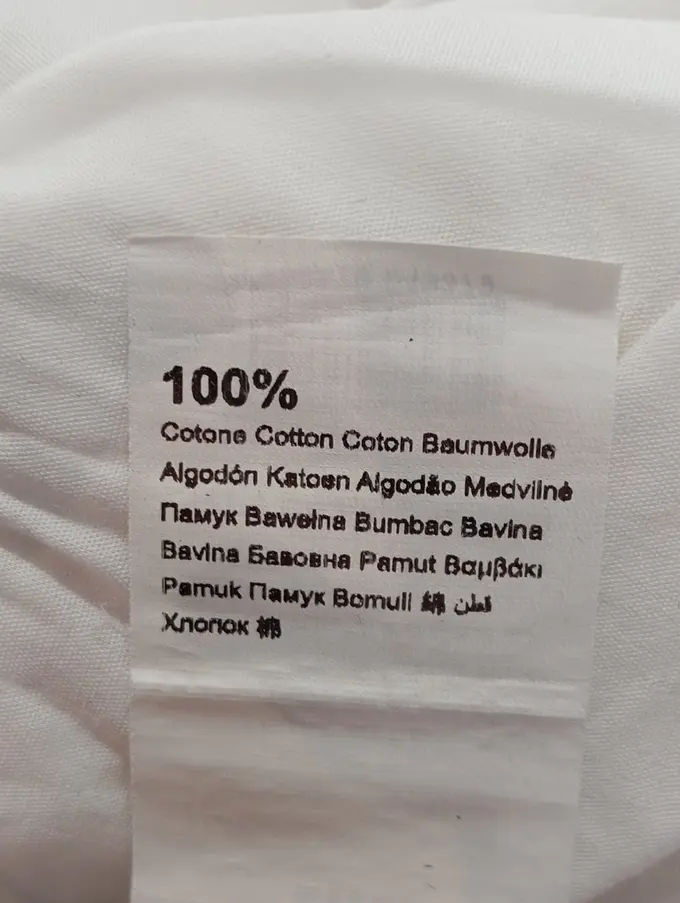 100%
Cotone Cotton Coton Baumwolle
Algodón Katoen Algodão Medvilnė
Памук Bawełna Bumbac Bavlna
Bavlna Бавовна Pamut Βαμβάκι
Pamuk Памук Bomull 綿 قطن
Хлопок 棉